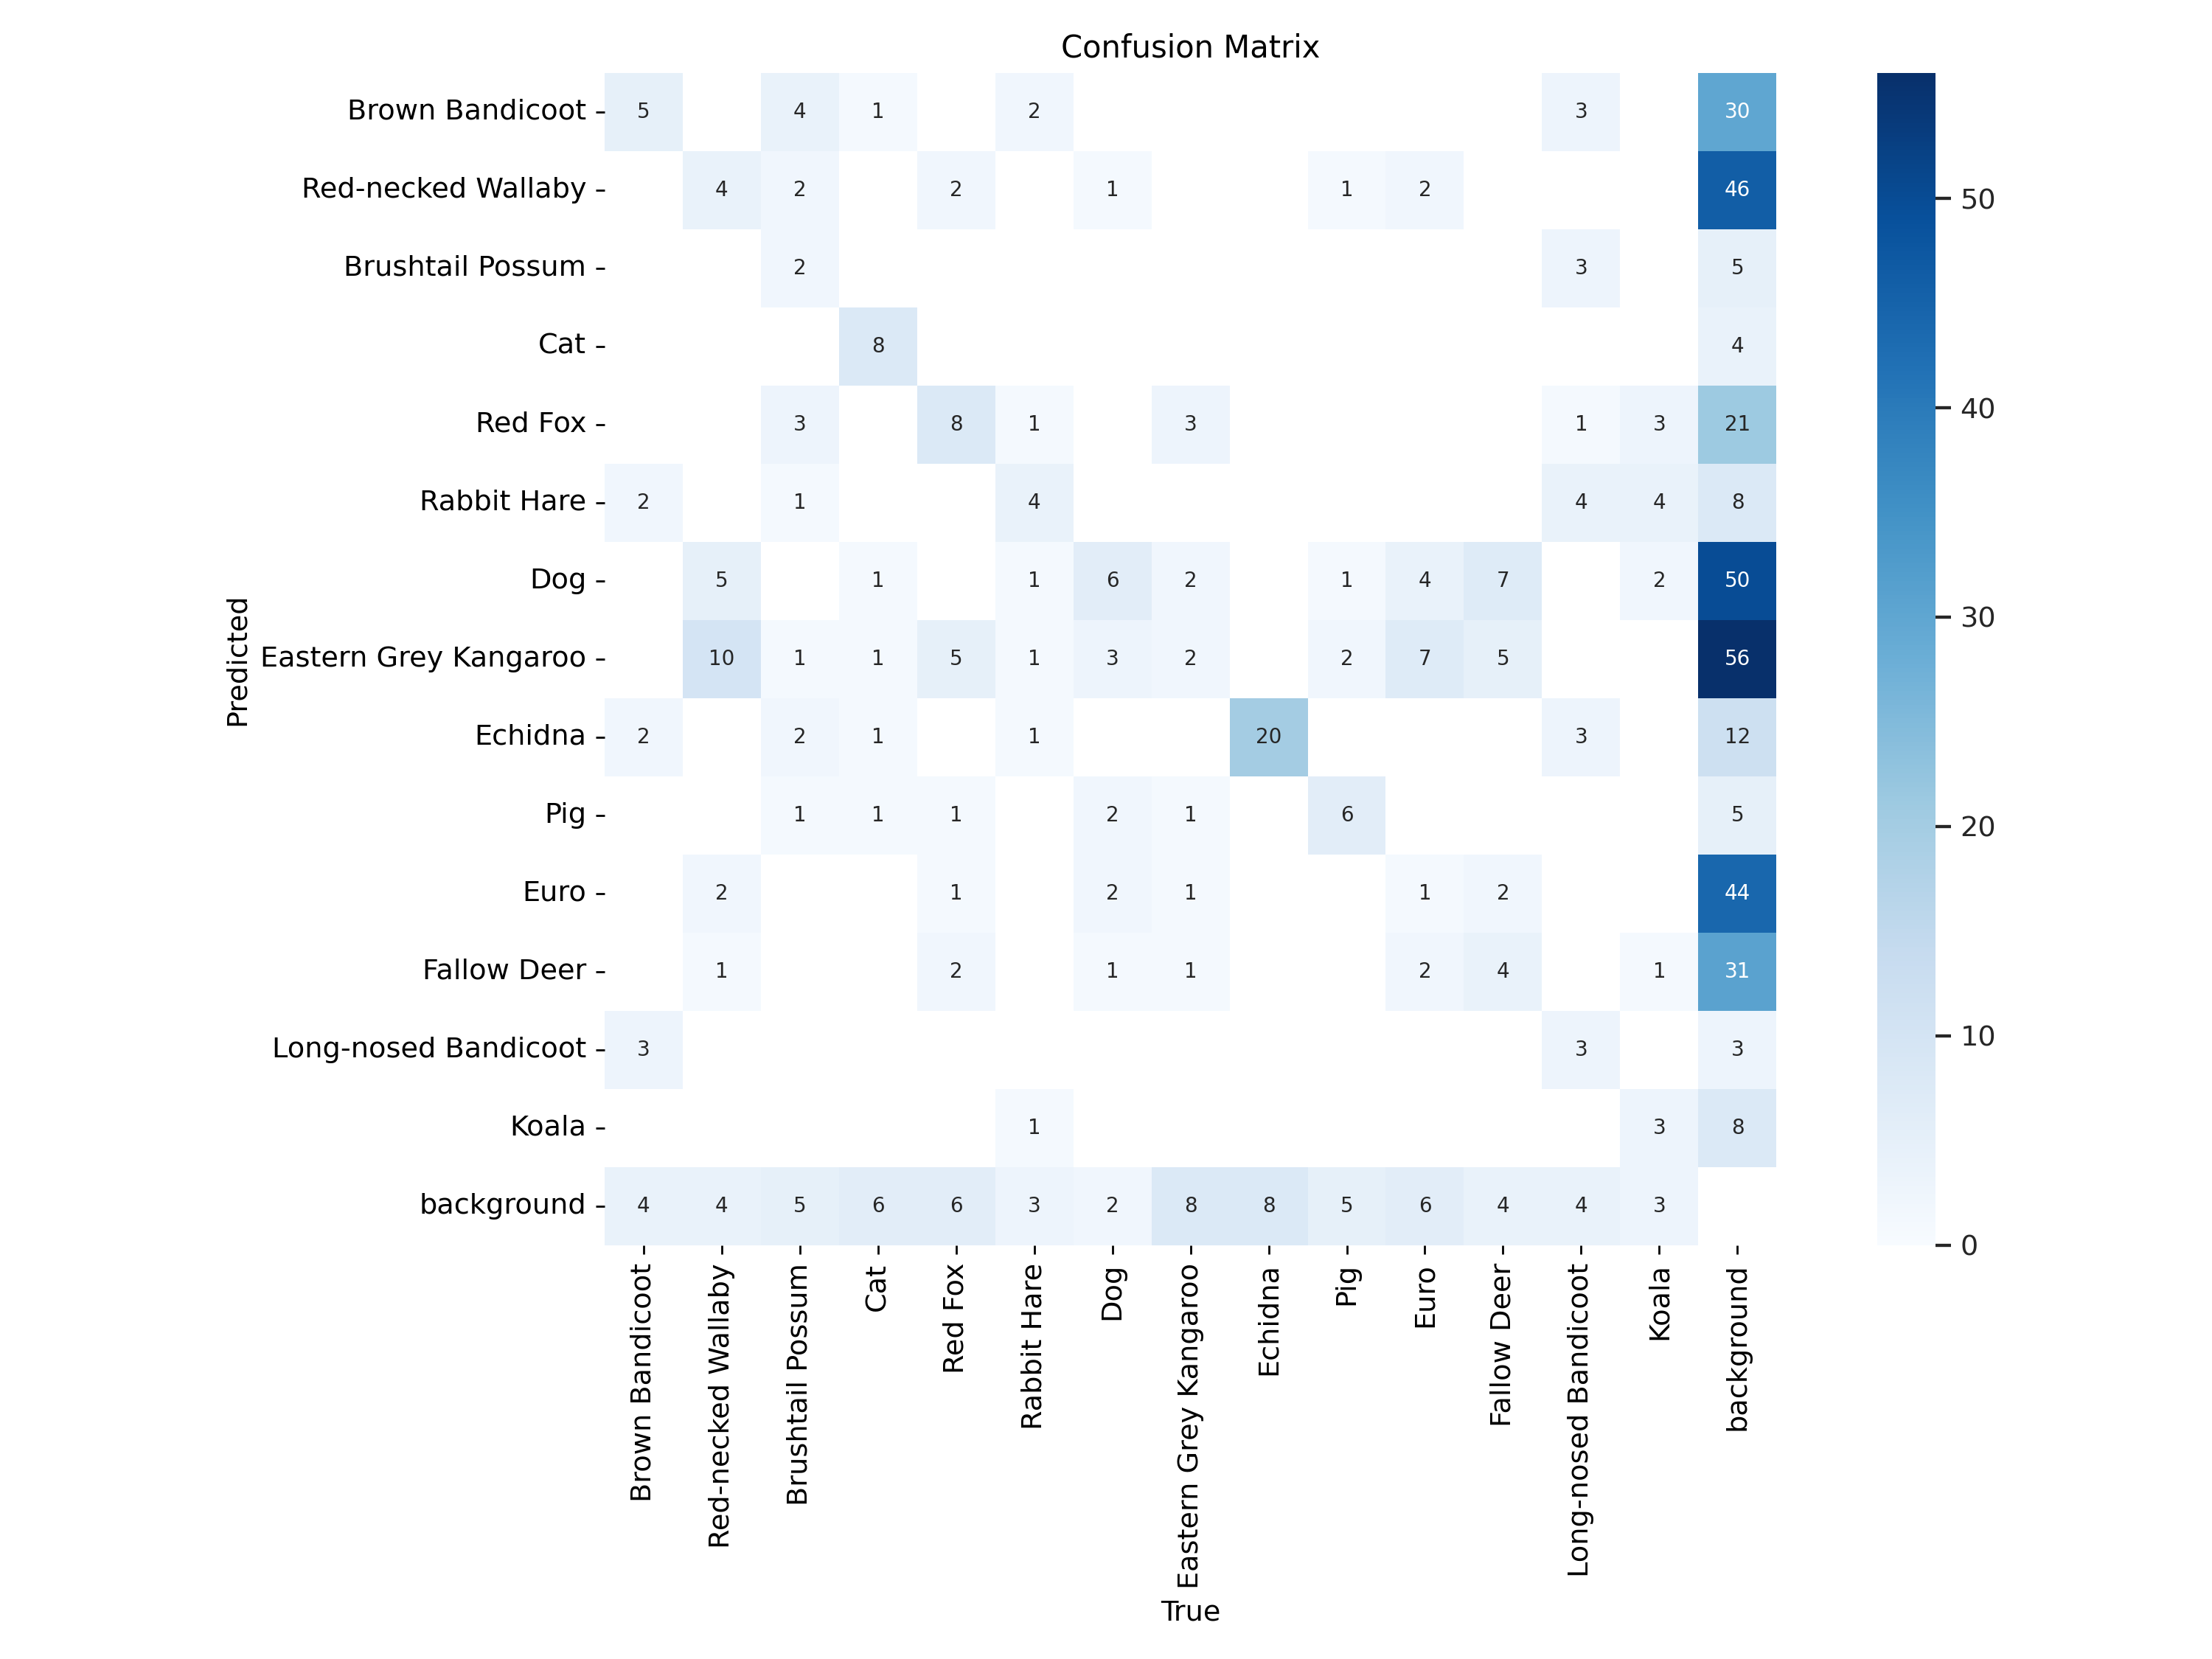 Confusion Matrix
Predicted
Brown Bandicoot 5 4 1 2 3 30
Red-necked Wallaby 4 2 2 1 1 2 46
Brushtail Possum 2 3 5
Cat 8 4
Red Fox 3 8 1 3 1 3 21
Rabbit Hare 2 1 4 4 4 8
Dog 5 1 1 6 2 1 4 7 2 50
Eastern Grey Kangaroo 10 1 1 5 1 3 2 2 7 5 56
Echidna 2 2 1 1 20 3 12
Pig 1 1 1 2 1 6 5
Euro 2 1 2 1 1 2 44
Fallow Deer 1 2 1 1 2 4 1 31
Long-nosed Bandicoot 3 3 3
Koala 1 3 8
background 4 4 5 6 6 3 2 8 8 5 6 4 4 3
Brown Bandicoot
Red-necked Wallaby
Brushtail Possum
Cat
Red Fox
Rabbit Hare
Dog
Eastern Grey Kangaroo
Echidna
Pig
Euro
Fallow Deer
Long-nosed Bandicoot
Koala
background
True
50
40
30
20
10
0